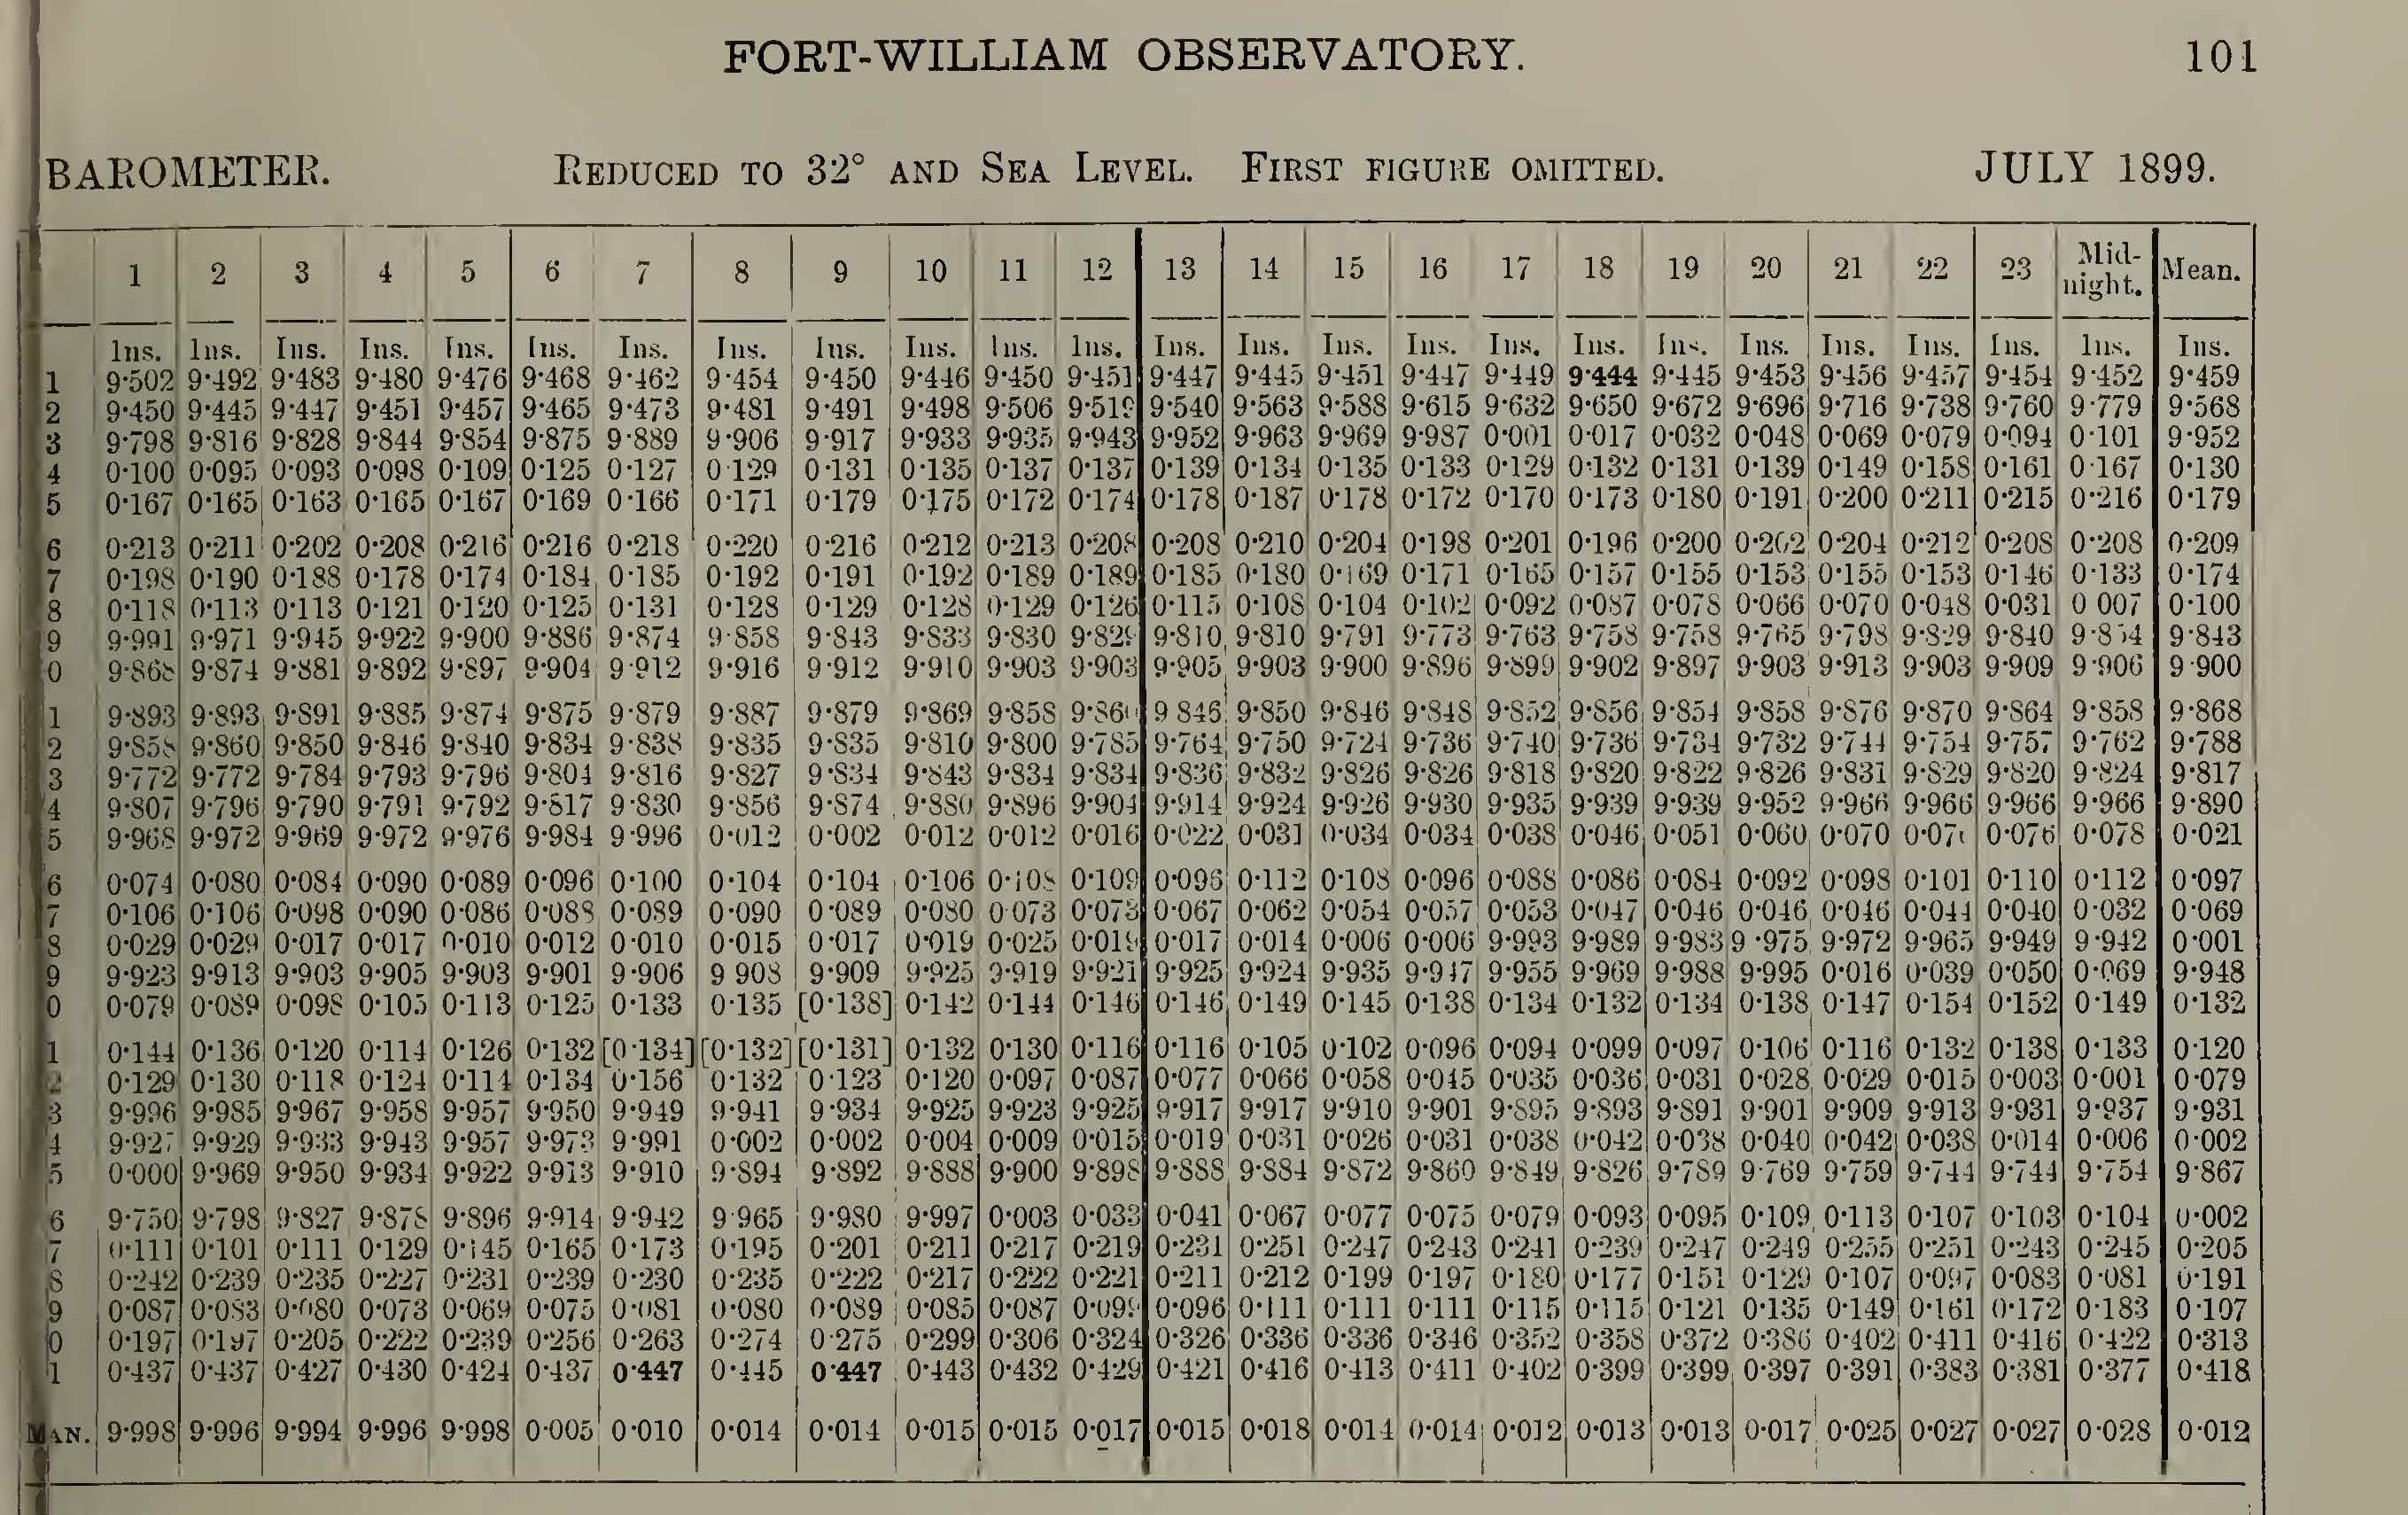 FORT-WILLIAM OBSERVATORY. 101
BAROMETER. REDUCED TO 32° AND SEA LEVEL. FIRST FIGURE OMITTED. JULY 1899.
1 2 3 4 5 6 7 8 9 10 11 12 13 14 15 16 17 18 19 20 21 22 23 Mid-night. Mean.
Ins. Ins. Ins. Ins. Ins. Ins. Ins. Ins. Ins. Ins. Ins. Ins. Ins. Ins. Ins. Ins. Ins. Ins. Ins. Ins. Ins. Ins. Ins. Ins. Ins.
1 9·502 9·492 9·483 9·480 9·476 9·468 9·462 9·454 9·450 9·446 9·450 9·451 9·447 9·445 9·451 9·447 9·449 9·444 9·445 9·453 9·456 9·457 9·454 9·452 9·459
2 9·450 9·445 9·447 9·451 9·457 9·465 9·473 9·481 9·491 9·498 9·506 9·519 9·540 9·563 9·588 9·615 9·632 9·650 9·672 9·696 9·716 9·738 9·760 9·779 9·568
3 9·798 9·816 9·828 9·844 9·854 9·875 9·889 9·906 9·917 9·933 9·935 9·943 9·952 9·963 9·969 9·987 0·001 0·017 0·032 0·048 0·069 0·079 0·094 0·101 9·952
4 0·100 0·095 0·093 0·098 0·109 0·125 0·127 0·129 0·131 0·135 0·137 0·137 0·139 0·134 0·135 0·133 0·129 0·132 0·131 0·139 0·149 0·158 0·161 0·167 0·130
5 0·167 0·165 0·163 0·165 0·167 0·169 0·166 0·171 0·179 0·175 0·172 0·174 0·178 0·187 0·178 0·172 0·170 0·173 0·180 0·191 0·200 0·211 0·215 0·216 0·179
6 0·213 0·211 0·202 0·208 0·216 0·216 0·218 0·220 0·216 0·212 0·213 0·208 0·208 0·210 0·204 0·198 0·201 0·196 0·200 0·202 0·204 0·212 0·208 0·208 0·209
7 0·198 0·190 0·188 0·178 0·174 0·184 0·185 0·192 0·191 0·192 0·189 0·189 0·185 0·180 0·169 0·171 0·165 0·157 0·155 0·153 0·155 0·153 0·146 0·133 0·174
8 0·118 0·113 0·113 0·121 0·120 0·125 0·131 0·128 0·129 0·128 0·129 0·126 0·115 0·108 0·104 0·102 0·092 0·087 0·078 0·066 0·070 0·048 0·031 0 007 0·100
9 9·991 9·971 9·945 9·922 9·900 9·886 9·874 9·858 9·843 9·833 9·830 9·829 9·810 9·810 9·791 9·773 9·763 9·758 9·758 9·765 9·798 9·829 9·840 9·854 9·843
0 9·868 9·874 9·881 9·892 9·897 9·904 9·912 9·916 9·912 9·910 9·903 9·903 9·905 9·903 9·900 9·896 9·899 9·902 9·897 9·903 9·913 9·903 9·909 9·906 9·900
1 9·893 9·893 9·891 9·885 9·874 9·875 9·879 9·887 9·879 9·869 9·858 9·860 9 846 9·850 9·846 9·848 9·852 9·856 9·854 9·858 9·876 9·870 9·864 9·858 9·868
2 9·858 9·860 9·850 9·846 9·840 9·834 9·838 9·835 9·835 9·810 9·800 9·785 9·764 9·750 9·724 9·736 9·740 9·736 9·734 9·732 9·744 9·754 9·757 9·762 9·788
3 9·772 9·772 9·784 9·793 9·796 9·804 9·816 9·827 9·834 9·843 9·834 9·834 9·836 9·832 9·826 9·826 9·818 9·820 9·822 9·826 9·831 9·829 9·820 9·824 9·817
4 9·807 9·796 9·790 9·791 9·792 9·817 9·830 9·856 9·874 9·880 9·896 9·904 9·914 9·924 9·926 9·930 9·935 9·939 9·939 9·952 9·966 9·966 9·966 9·966 9·890
5 9·968 9·972 9·969 9·972 9·976 9·984 9·996 0·012 0·002 0·012 0·012 0·016 0·022 0·031 0·034 0·034 0·038 0·046 0·051 0·060 0·070 0·076 0·078 0·021
6 0·074 0·080 0·084 0·090 0·089 0·096 0·100 0·104 0·104 0·106 0·108 0·109 0·096 0·112 0·108 0·096 0·088 0·086 0·084 0·092 0·098 0·101 0·110 0·112 0·097
7 0·106 0·106 0·098 0·090 0·086 0·088 0·089 0·090 0·089 0·080 0·073 0·073 0·067 0·062 0·054 0·057 0·053 0·047 0·046 0·046 0·046 0·044 0·040 0·032 0·069
8 0·029 0·029 0·017 0·017 0·010 0·012 0·010 0·015 0·017 0·019 0·025 0·019 0·017 0·014 0·006 0·006 9·993 9·989 9·983 9·975 9·972 9·965 9·949 9·942 0·001
9 9·923 9·913 9·903 9·905 9·903 9·901 9·906 9 908 9·909 9·925 9·919 9·921 9·925 9·924 9·935 9·947 9·955 9·969 9·988 9·995 0·016 0·039 0·050 0·069 9·948
0 0·079 0·089 0·098 0·105 0·113 0·125 0·133 0·135 [0·138] 0·142 0·144 0·146 0·146 0·149 0·145 0·138 0·134 0·132 0·134 0·138 0·147 0·154 0·152 0·149 0·132
1 0·144 0·136 0·120 0·114 0·126 0·132 [0·134] [0·132] [0·131] 0·132 0·130 0·116 0·116 0·105 0·102 0·096 0·094 0·099 0·097 0·106 0·116 0·132 0·138 0·133 0·120
2 0·129 0·130 0·118 0·124 0·114 0·134 0·156 0·132 0·123 0·120 0·097 0·087 0·077 0·066 0·058 0·045 0·035 0·036 0·031 0·028 0·029 0·015 0·003 0·001 0·079
3 9·996 9·985 9·967 9·958 9·957 9·950 9·949 9·941 9·934 9·925 9·923 9·925 9·917 9·917 9·910 9·901 9·895 9·893 9·891 9·901 9·909 9·913 9·931 9·937 9·931
4 9·927 9·929 9·933 9·943 9·957 9·973 9·991 0·002 0·002 0·004 0·009 0·015 0·019 0·031 0·026 0·031 0·038 0·042 0·038 0·040 0·042 0·038 0·014 0·006 0·002
5 0·000 9·969 9·950 9·934 9·922 9·913 9·910 9·894 9·892 9·888 9·900 9·898 9·888 9·884 9·872 9·860 9·849 9·826 9·789 9·769 9·759 9·744 9·744 9·754 9·867
6 9·750 9·798 9·827 9·878 9·896 9·914 9·942 9·965 9·980 9·997 0·003 0·033 0·041 0·067 0·077 0·075 0·079 0·093 0·095 0·109 0·113 0·107 0·103 0·104 0·002
7 0·111 0·101 0·111 0·129 0·145 0·165 0·173 0·195 0·201 0·211 0·217 0·219 0·231 0·251 0·247 0·243 0·241 0·239 0·247 0·249 0·255 0·251 0·243 0·245 0·205
8 0·242 0·239 0·235 0·227 0·231 0·239 0·230 0·235 0·222 0·217 0·222 0·221 0·211 0·212 0·199 0·197 0·180 0·177 0·151 0·129 0·107 0·097 0·083 0·081 0·191
9 0·087 0·083 0·080 0·073 0·069 0·075 0·081 0·080 0·089 0·085 0·087 0·099 0·096 0·111 0·111 0·111 0·115 0·115 0·121 0·135 0·149 0·161 0·172 0·183 0·107
0 0·197 0·197 0·205 0·222 0·239 0·256 0·263 0·274 0·275 0·299 0·306 0·324 0·326 0·336 0·336 0·346 0·352 0·358 0·372 0·386 0·402 0·411 0·416 0·422 0·313
1 0·437 0·437 0·427 0·430 0·424 0·437 0·447 0·445 0·447 0·443 0·432 0·429 0·421 0·416 0·413 0·411 0·402 0·399 0·399 0·397 0·391 0·383 0·381 0·377 0·418
MAN. 9·998 9·996 9·994 9·996 9·998 0·005 0·010 0·014 0·014 0·015 0·015 0·017 0·015 0·018 0·014 0·014 0·012 0·013 0·013 0·017 0·025 0·027 0·027 0·028 0·012